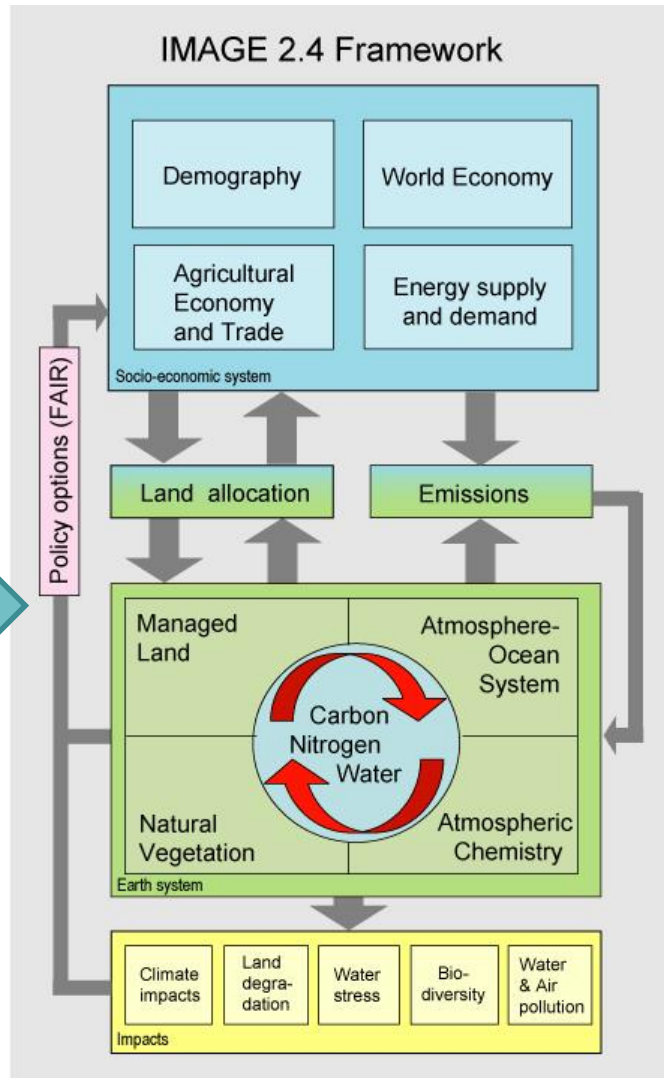 IMAGE 2.4 Framework
Demography
World Economy
Agricultural
Economy
and Trade
Energy supply
and demand
Socio-economic system
Policy options (FAIR)
Land allocation
Emissions
Managed
Land
Atmosphere-
Ocean
System
Carbon
Nitrogen
Water
Natural
Vegetation
Atmospheric
Chemistry
Earth system
Climate
impacts
Land
degra-
dation
Water
stress
Bio-
diversity
Water
& Air
pollution
Impacts